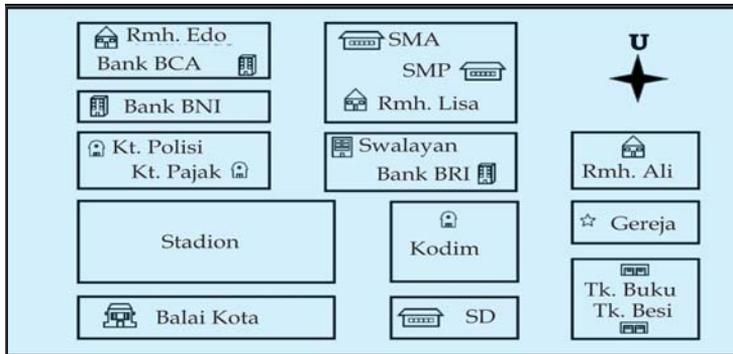 Rmh. Edo
Bank BCA
SMA
SMP
Rmh. Lisa
U
Bank BNI
Kt. Polisi
Kt. Pajak
Swalayan
Bank BRI
Rmh. Ali
Stadion
Kodim
Gereja
Tk. Buku
Tk. Besi
Balai Kota
SD